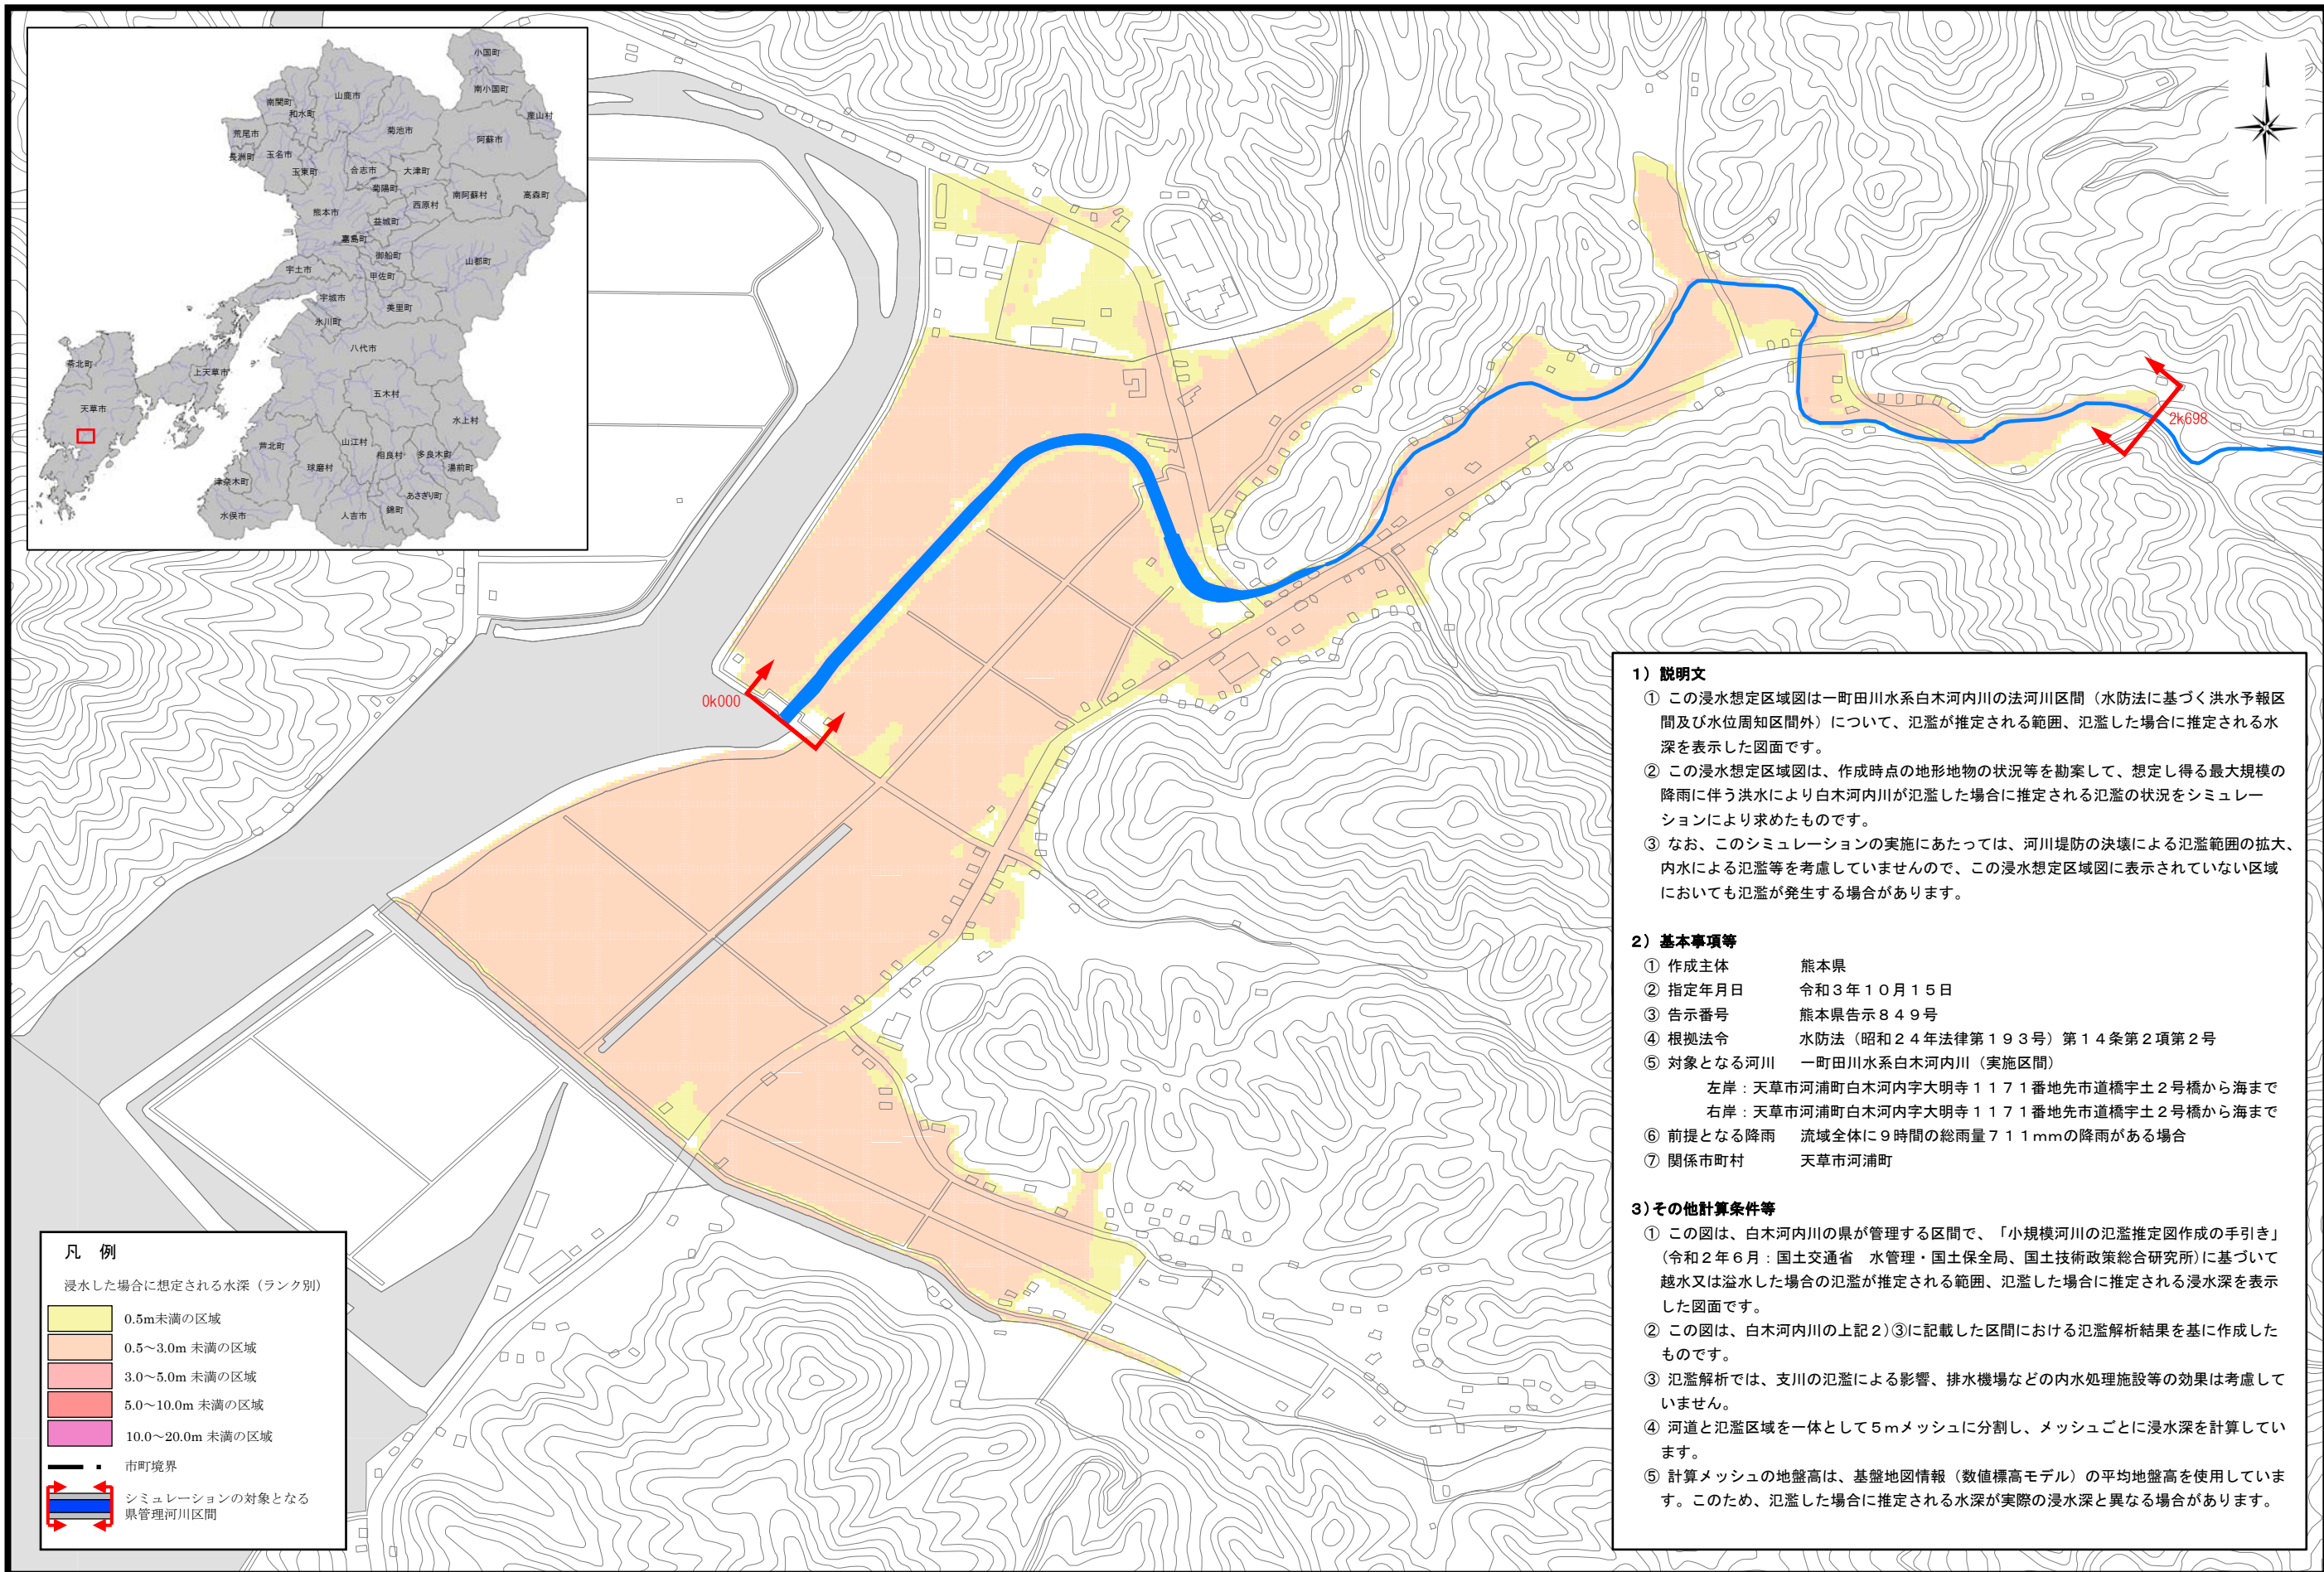 小国町
南小国町
産山村
山鹿市
南関町
和水町
菊池市
阿蘇市
荒尾市
長洲町
玉名市
玉東町
合志市
大津町
菊陽町
南阿蘇村
高森町
西原村
熊本市
益城町
嘉島町
御船町
山都町
宇土市
甲佐町
宇城市
美里町
氷川町
八代市
苓北町
上天草市
天草市
五木村
水上村
芦北町
山江村
相良村
多良木町
球磨村
湯前町
津奈木町
あさぎり町
錦町
水俣市
人吉市
2k698
0k000
1）説明文
① この浸水想定区域図は一町田川水系白木河内川の法河川区間（水防法に基づく洪水予報区
間及び水位周知区間外）について、氾濫が推定される範囲、氾濫した場合に推定される水
深を表示した図面です。
② この浸水想定区域図は、作成時点の地形地物の状況等を勘案して、想定し得る最大規模の
降雨に伴う洪水により白木河内川が氾濫した場合に推定される氾濫の状況をシミュレー
ションにより求めたものです。
③ なお、このシミュレーションの実施にあたっては、河川堤防の決壊による氾濫範囲の拡大、
内水による氾濫等を考慮していませんので、この浸水想定区域図に表示されていない区域
においても氾濫が発生する場合があります。
2）基本事項等
① 作成主体 熊本県
② 指定年月日 令和３年１０月１５日
③ 告示番号 熊本県告示８４９号
④ 根拠法令 水防法（昭和２４年法律第１９３号）第１４条第２項第２号
⑤ 対象となる河川 一町田川水系白木河内川（実施区間）
左岸：天草市河浦町白木河内字大明寺１１７１番地先市道橋宇土２号橋から海まで
右岸：天草市河浦町白木河内字大明寺１１７１番地先市道橋宇土２号橋から海まで
⑥ 前提となる降雨 流域全体に９時間の総雨量７１１mmの降雨がある場合
⑦ 関係市町村 天草市河浦町
3）その他計算条件等
① この図は、白木河内川の県が管理する区間で、「小規模河川の氾濫推定図作成の手引き」
（令和２年６月：国土交通省 水管理・国土保全局、国土技術政策総合研究所）に基づいて
越水又は溢水した場合の氾濫が推定される範囲、氾濫した場合に推定される浸水深を表示
した図面です。
② この図は、白木河内川の上記２）③に記載した区間における氾濫解析結果を基に作成した
ものです。
③ 氾濫解析では、支川の氾濫による影響、排水機場などの内水処理施設等の効果は考慮して
いません。
④ 河道と氾濫区域を一体として５ｍメッシュに分割し、メッシュごとに浸水深を計算してい
ます。
⑤ 計算メッシュの地盤高は、基盤地図情報（数値標高モデル）の平均地盤高を使用していま
す。このため、氾濫した場合に推定される水深が実際の浸水深と異なる場合があります。
凡 例
浸水した場合に想定される水深（ランク別）
0.5m未満の区域
0.5～3.0m 未満の区域
3.0～5.0m 未満の区域
5.0～10.0m 未満の区域
10.0～20.0m 未満の区域
市町境界
シミュレーションの対象となる
県管理河川区間